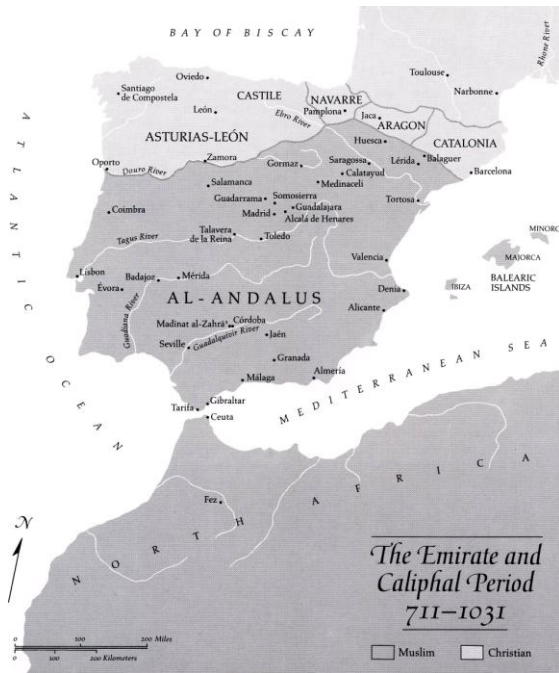 BAY OF BISCAY
Rhone River
Toulouse
Narbonne
Oviedo
Santiago
de Compostela
CASTILE
NAVARRE
Pamplona
León
Ebro River
Jaca
ARAGON
ASTURIAS-LEÓN
Huesca
CATALONIA
Oporto
Douro River
Zamora
Gormaz
Saragossa
Lérida
Balaguer
Barcelona
Calatayud
Salamanca
Medinaceli
Guadarrama
Somosierra
Tortosa
Coimbra
Madrid
Guadalajara
Alcalá de Henares
MINORCA
Tagus River
Talavera
de la Reina
Toledo
MAJORCA
Valencia
BALEARIC
ISLANDS
IBIZA
Lisbon
Badajoz
Mérida
Évora
Denia
AL-ANDALUS
Alicante
Guadiana River
Madinat al-Zahrā'
Córdoba
Guadalquivir River
Jaén
Seville
Granada
Málaga
Almería
MEDITERRANEAN SEA
ATLANTIC OCEAN
Gibraltar
Tarifa
Ceuta
Fez
NORTH AFRICA
N
The Emirate and
Caliphal Period
711–1031
0 100 200 Miles
0 100 200 Kilometers
Muslim
Christian